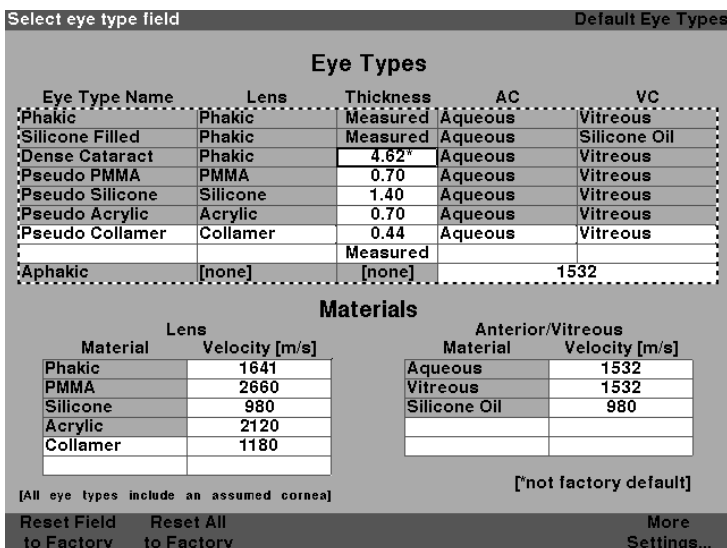 Select eye type field Default Eye Types
Eye Types
Eye Type Name Lens Thickness AC VC
Phakic Phakic Measured Aqueous Vitreous
Silicone Filled Phakic Measured Aqueous Silicone Oil
Dense Cataract Phakic 4.62* Aqueous Vitreous
Pseudo PMMA PMMA 0.70 Aqueous Vitreous
Pseudo Silicone Silicone 1.40 Aqueous Vitreous
Pseudo Acrylic Acrylic 0.70 Aqueous Vitreous
Pseudo Collamer Collamer 0.44 Aqueous Vitreous
Measured
Aphakic [none] [none] 1532
Materials
Lens Anterior/Vitreous
Material Velocity [m/s] Material Velocity [m/s]
Phakic 1641 Aqueous 1532
PMMA 2660 Vitreous 1532
Silicone 980 Silicone Oil 980
Acrylic 2120
Collamer 1180
[*not factory default]
[All eye types include an assumed cornea]
Reset Field Reset All More
to Factory to Factory Settings...